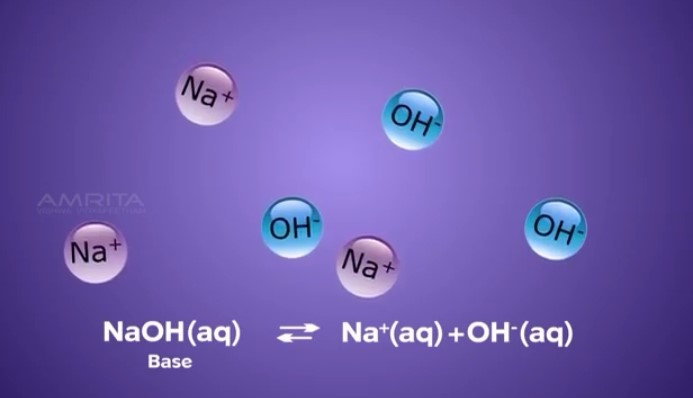 Na⁺
OH⁻
AMRITA
OH⁻
OH⁻
Na⁺
Na⁺
NaOH(aq) ⇌ Na⁺(aq)+OH⁻(aq)
Base